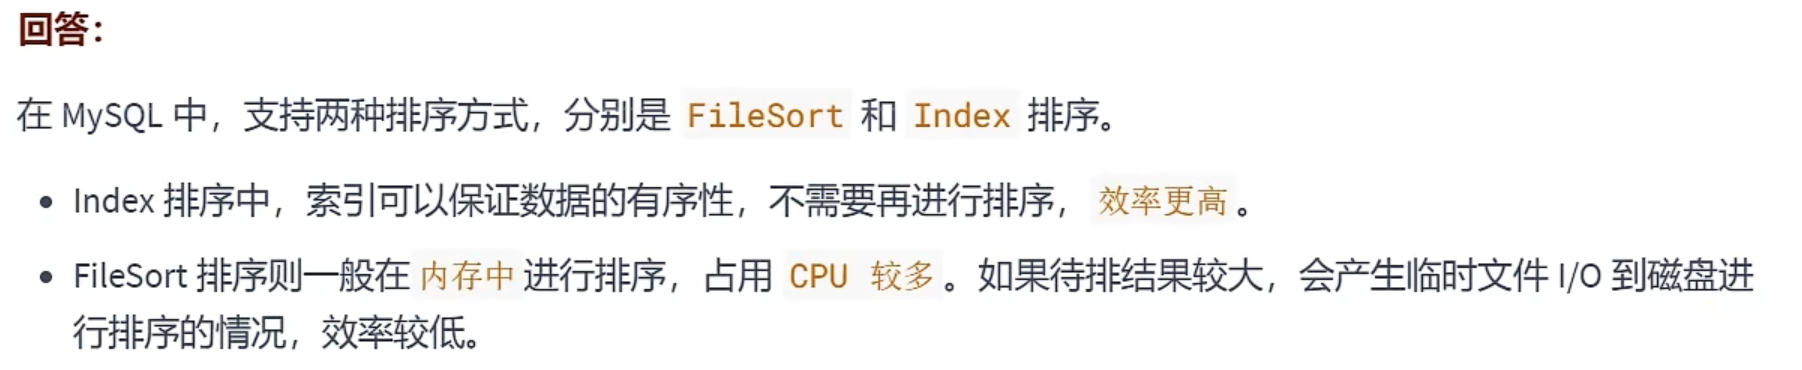 回答：
在 MySQL 中，支持两种排序方式，分别是 FileSort 和 Index 排序。
Index 排序中，索引可以保证数据的有序性，不需要再进行排序，效率更高。
FileSort 排序则一般在内存中进行排序，占用 CPU 较多。如果待排结果较大，会产生临时文件 I/O 到磁盘进
行排序的情况，效率较低。